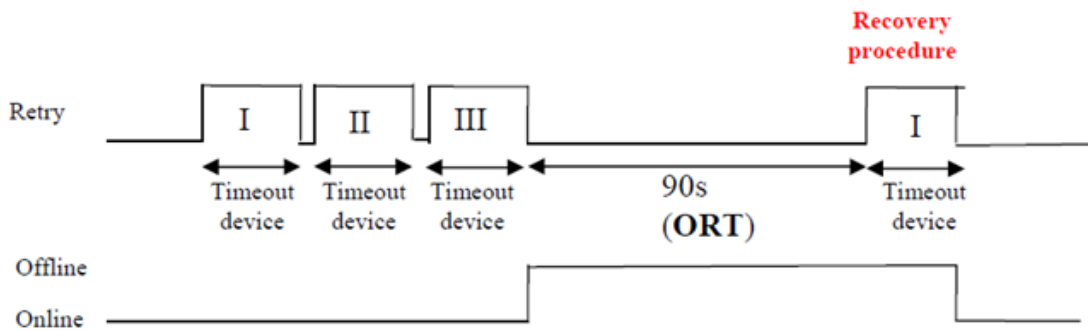 Recovery
procedure
Retry
I
II
III
I
Timeout
device
Timeout
device
Timeout
device
90s
(ORT)
Timeout
device
Offline
Online